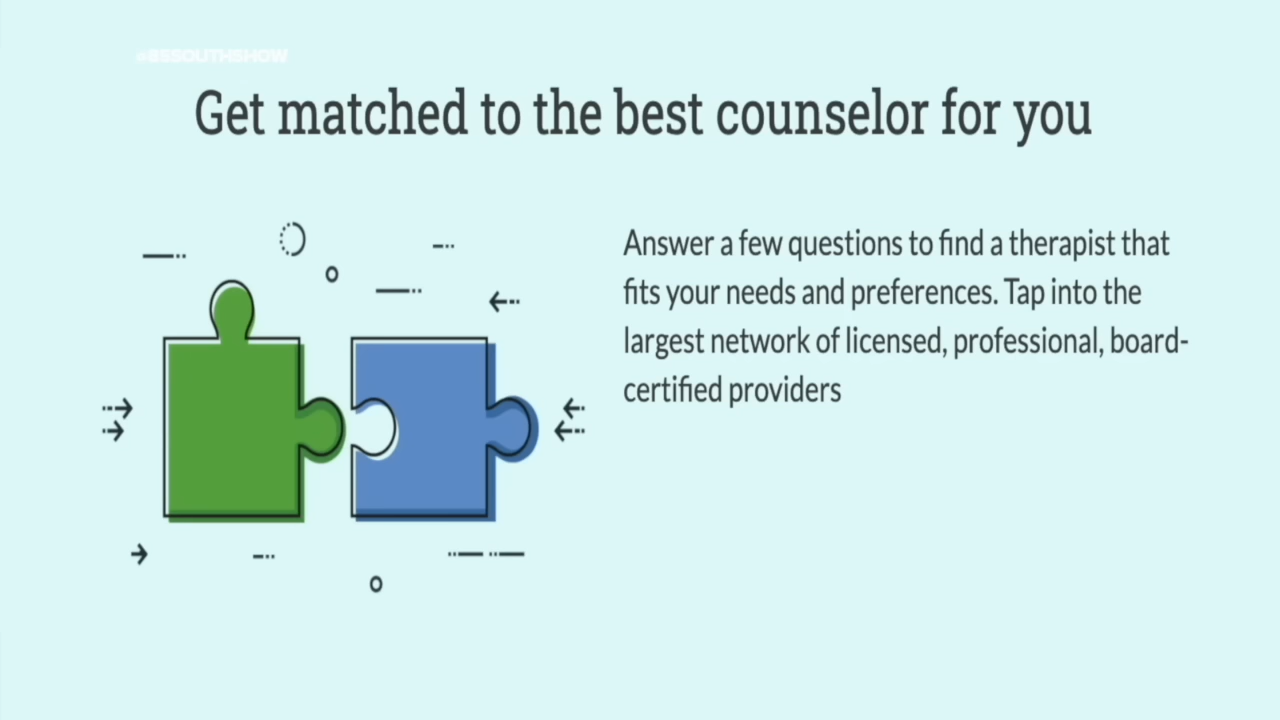 #85SOUTHSHOW
Get matched to the best counselor for you
Answer a few questions to find a therapist that
fits your needs and preferences. Tap into the
largest network of licensed, professional, board-
certified providers